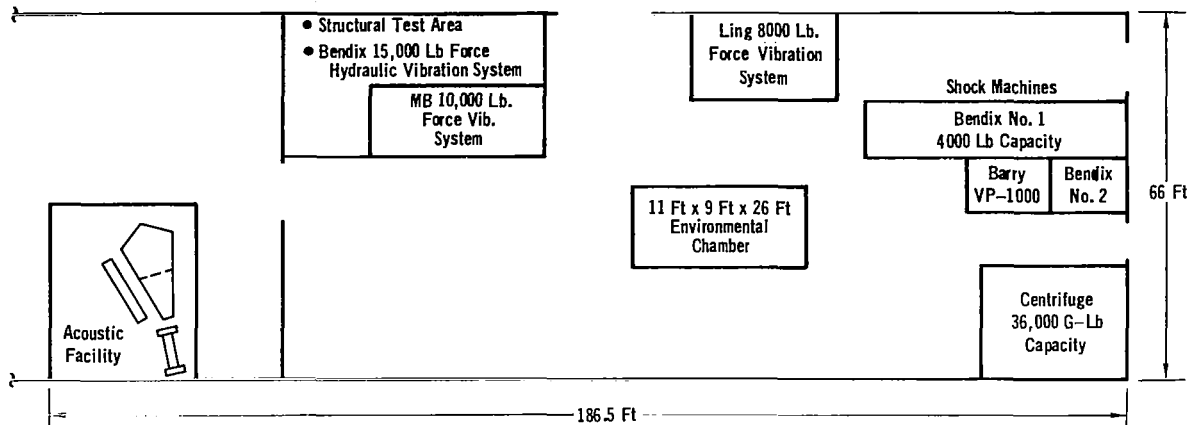 • Structural Test Area
• Bendix 15,000 Lb Force
Hydraulic Vibration System
MB 10,000 Lb.
Force Vib.
System
Ling 8000 Lb.
Force Vibration
System
Shock Machines
Bendix No. 1
4000 Lb Capacity
Barry
VP-1000
Bendix
No. 2
66 Ft
11 Ft x 9 Ft x 26 Ft
Environmental
Chamber
Acoustic
Facility
Centrifuge
36,000 G-Lb
Capacity
186.5 Ft